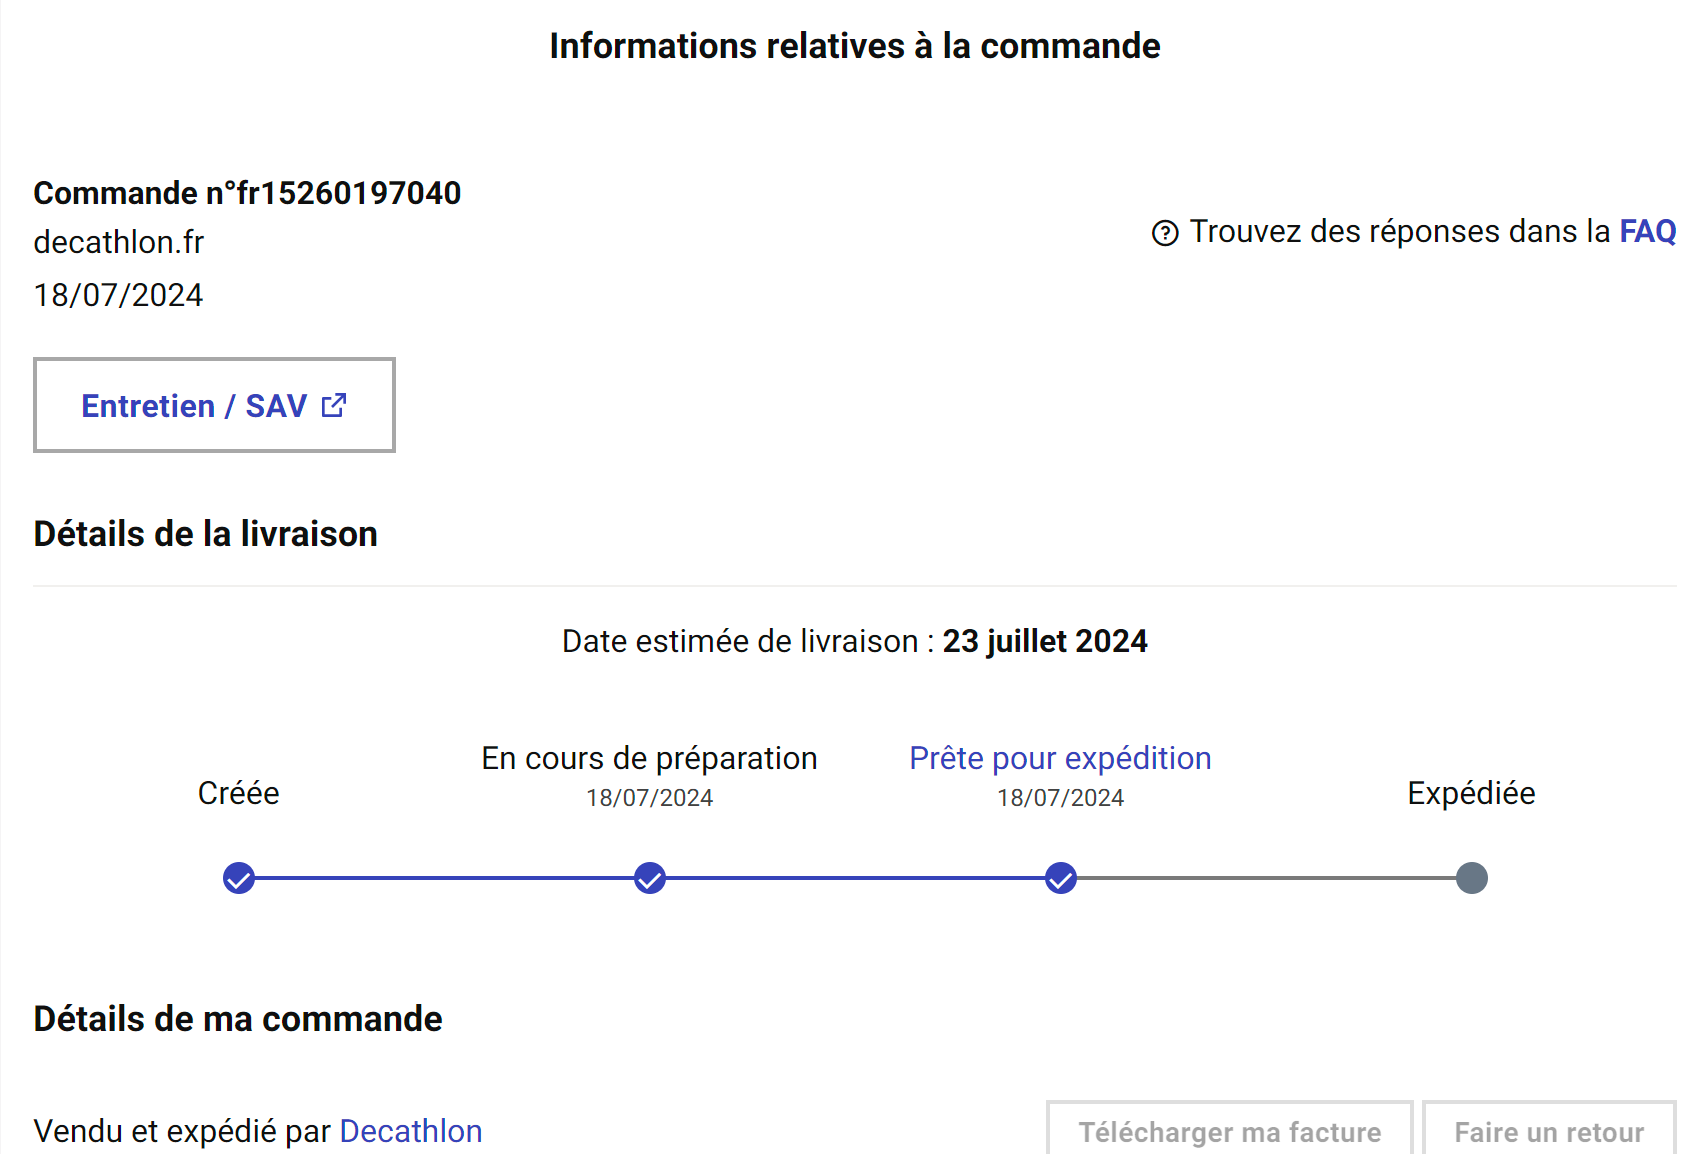 Informations relatives à la commande
Commande n°fr15260197040
decathlon.fr
Trouvez des réponses dans la FAQ
18/07/2024
Entretien / SAV
Détails de la livraison
Date estimée de livraison : 23 juillet 2024
Créée
En cours de préparation
18/07/2024
Prête pour expédition
18/07/2024
Expédiée
Détails de ma commande
Vendu et expédié par Decathlon
Télécharger ma facture
Faire un retour